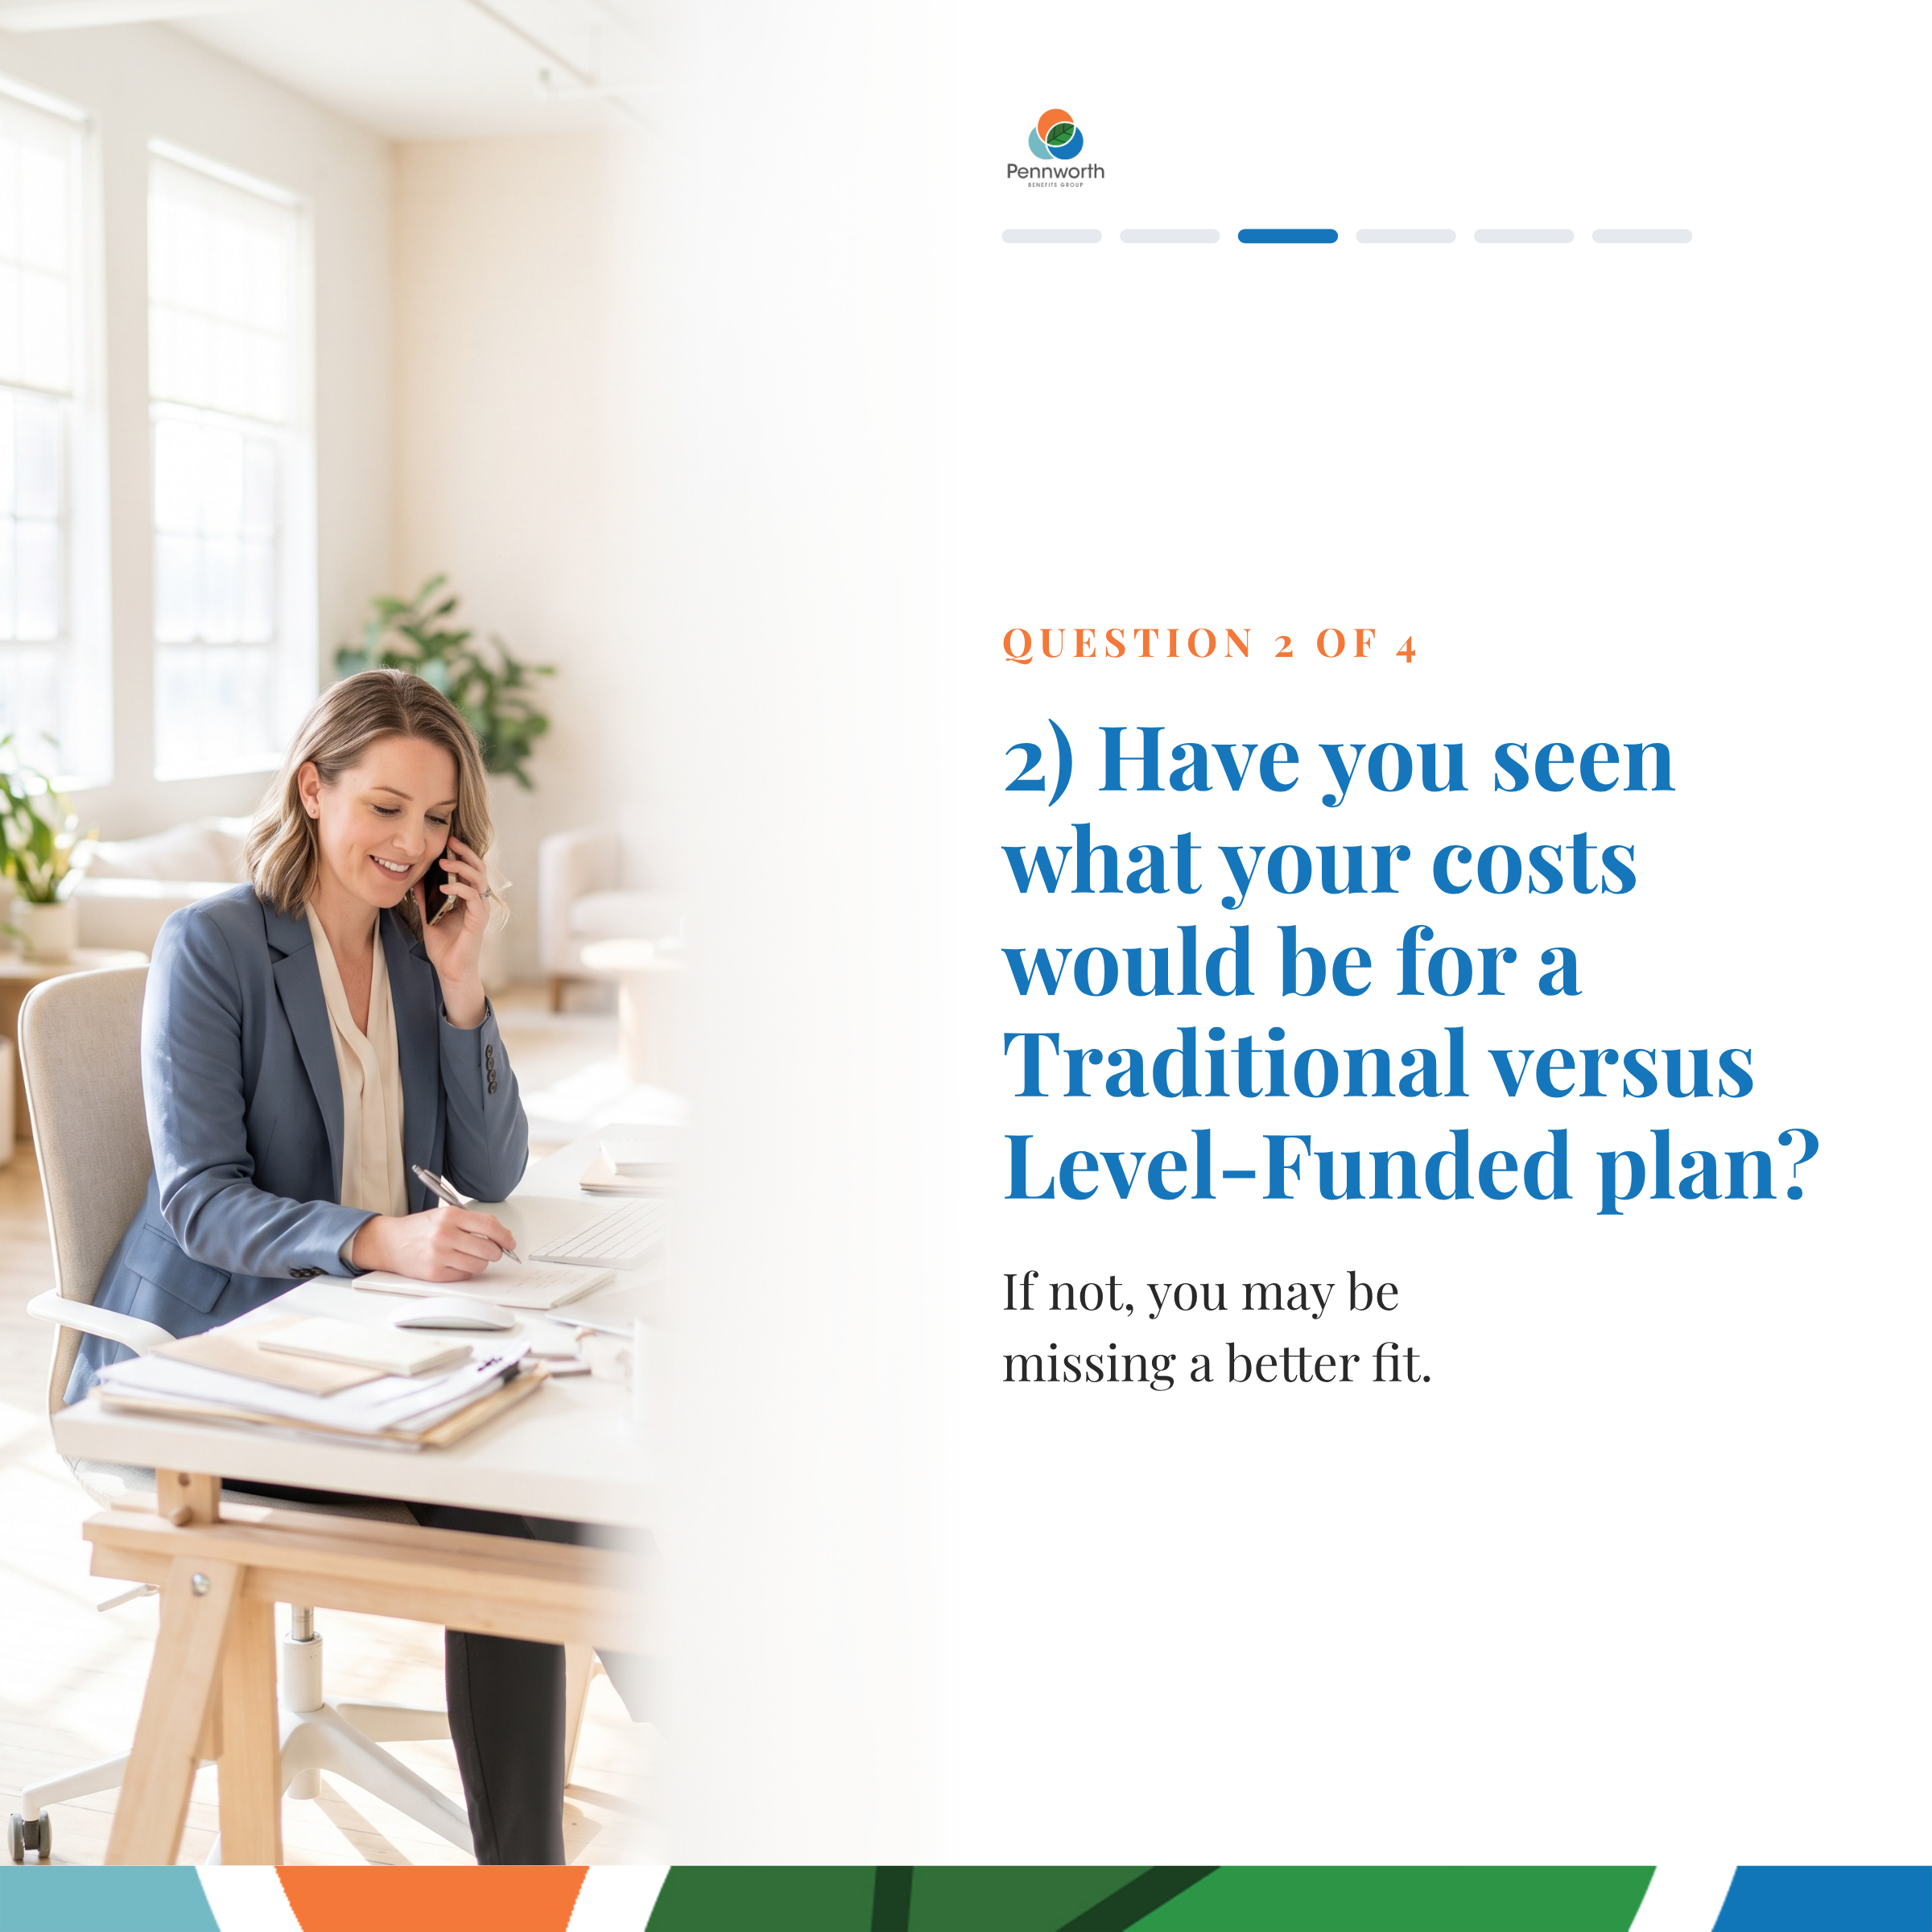 Pennworth
BENEFITS GROUP
QUESTION 2 OF 4
2) Have you seen
what your costs
would be for a
Traditional versus
Level-Funded plan?
If not, you may be
missing a better fit.